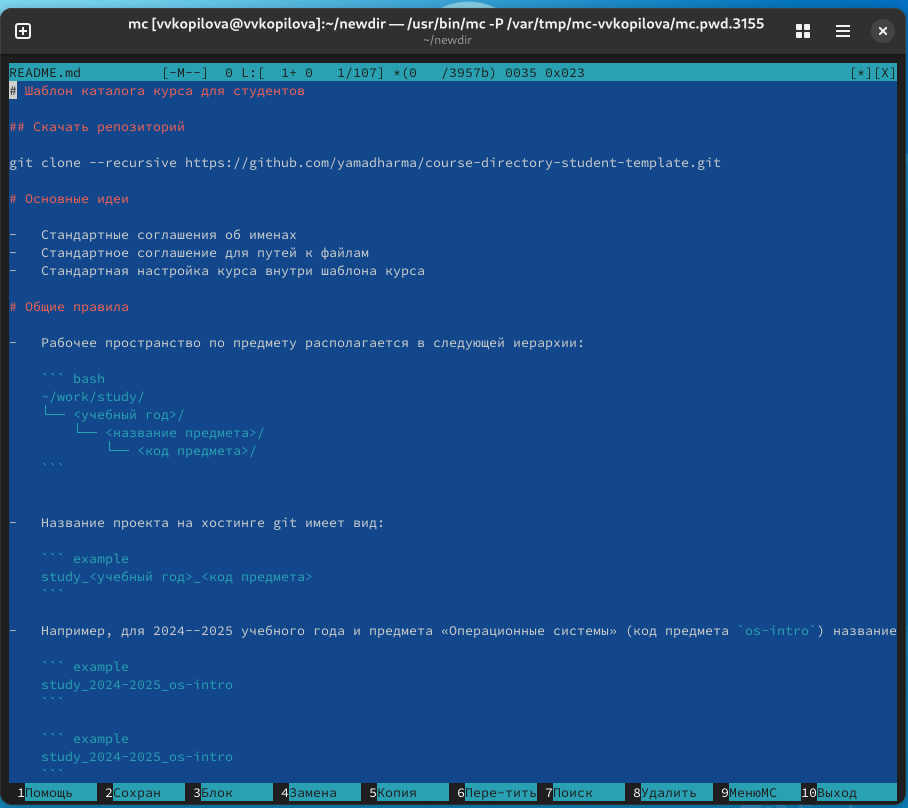 mc [vvkopilova@vvkopilova]:~/newdir — /usr/bin/mc -P /var/tmp/mc-vvkopilova/mc.pwd.3155
~/newdir
README.md [-M--] 0 L:[ 1+ 0 1/107] *(0 /3957b) 0035 0x023 [*][X]
# Шаблон каталога курса для студентов
## Скачать репозиторий
git clone --recursive https://github.com/yamadharma/course-directory-student-template.git
# Основные идеи
- Стандартные соглашения об именах
- Стандартное соглашение для путей к файлам
- Стандартная настройка курса внутри шаблона курса
# Общие правила
- Рабочее пространство по предмету располагается в следующей иерархии:
``` bash
~/work/study/
└── <учебный год>/
└── <название предмета>/
└── <код предмета>/
```
- Название проекта на хостинге git имеет вид:
``` example
study_<учебный год>_<код предмета>
```
- Например, для 2024--2025 учебного года и предмета «Операционные системы» (код предмета `os-intro`) название
``` example
study_2024-2025_os-intro
```
``` example
study_2024-2025_os-intro
```
1Помощь 2Сохран 3Блок 4Замена 5Копия 6Пере~тить 7Поиск 8Удалить 9МенюMC 10Выход